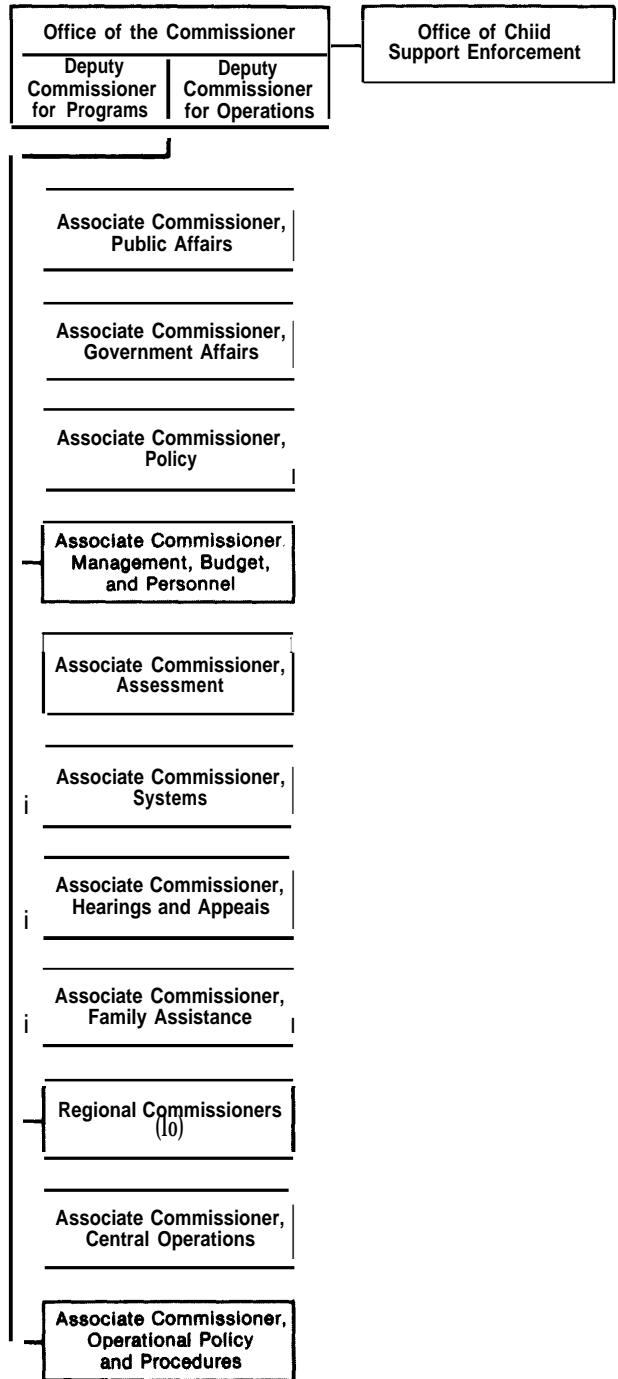 Office of the Commissioner
Office of Chiid
Support Enforcement
Deputy
Commissioner
for Programs
Deputy
Commissioner
for Operations
Associate Commissioner,
Public Affairs
Associate Commissioner,
Government Affairs
Associate Commissioner,
Policy
Associate Commissioner.
Management, Budget,
and Personnel
Associate Commissioner,
Assessment
Associate Commissioner,
Systems
i
Associate Commissioner,
Hearings and Appeais
i
Associate Commissioner,
Family Assistance
i
Regional Commissioners
(lo)
Associate Commissioner,
Central Operations
Associate Commissioner,
Operational Policy
and Procedures